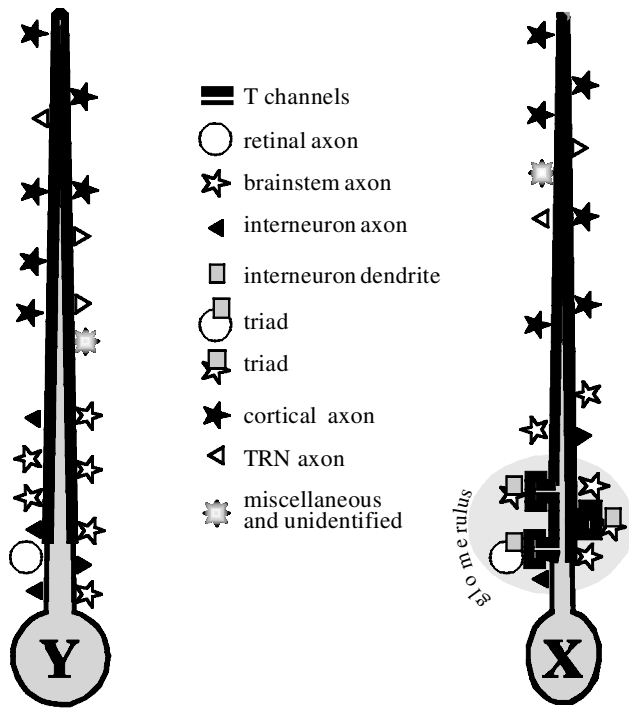 T channels
retinal axon
brainstem axon
interneuron axon
interneuron dendrite
triad
triad
cortical axon
TRN axon
miscellaneous
and unidentified
glomerulus
Y
X